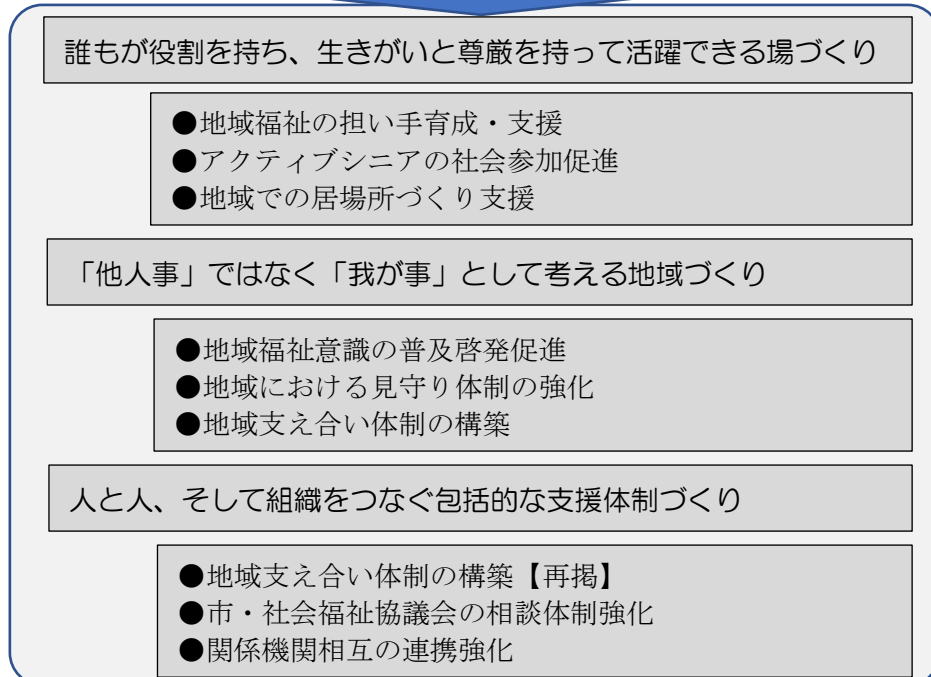 誰もが役割を持ち、生きがいと尊厳を持って活躍できる場づくり
●地域福祉の担い手育成・支援
●アクティブシニアの社会参加促進
●地域での居場所づくり支援
「他人事」ではなく「我が事」として考える地域づくり
●地域福祉意識の普及啓発促進
●地域における見守り体制の強化
●地域支え合い体制の構築
人と人、そして組織をつなぐ包括的な支援体制づくり
●地域支え合い体制の構築【再掲】
●市・社会福祉協議会の相談体制強化
●関係機関相互の連携強化